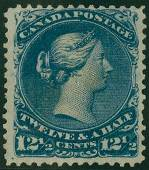 CANADA POSTAGE
TWELVE & A HALF
12½ CENTS 12½